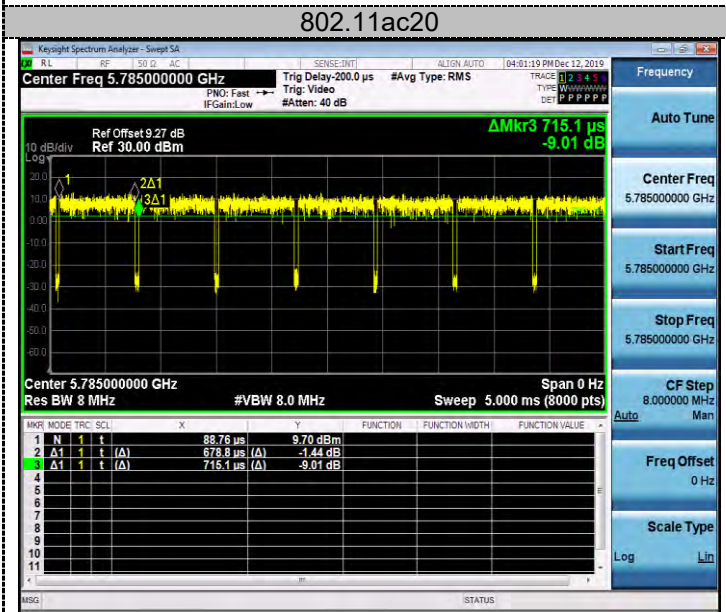 802.11ac20
Keysight Spectrum Analyzer - Swept SA
RL RF 50 Ω AC SENSE:INT ALIGN AUTO 04:01:19 PM Dec 12, 2019
Center Freq 5.785000000 GHz
PNO: Fast
IFGain:Low
Trig Delay-200.0 µs
Trig: Video
#Atten: 40 dB
#Avg Type: RMS
TRACE 1 2 3 4 5 6
TYPE
DET P P P P P P
Ref Offset 9.27 dB
10 dB/div Ref 30.00 dBm
ΔMkr3 715.1 µs
-9.01 dB
Log
20.0
10.0
0.00
-10.0
-20.0
-30.0
-40.0
-50.0
-60.0
1
2Δ1
3Δ1
Center 5.785000000 GHz Span 0 Hz
Res BW 8 MHz #VBW 8.0 MHz Sweep 5.000 ms (8000 pts)
MKR MODE TRC SCL X Y FUNCTION FUNCTION WIDTH FUNCTION VALUE
1 N 1 t 88.76 µs 9.70 dBm
2 Δ1 1 t (Δ) 678.8 µs (Δ) -1.44 dB
3 Δ1 1 t (Δ) 715.1 µs (Δ) -9.01 dB
4
5
6
7
8
9
10
11
MSG STATUS
Frequency
Auto Tune
Center Freq
5.785000000 GHz
Start Freq
5.785000000 GHz
Stop Freq
5.785000000 GHz
CF Step
8.000000 MHz
Auto Man
Freq Offset
0 Hz
Scale Type
Log Lin